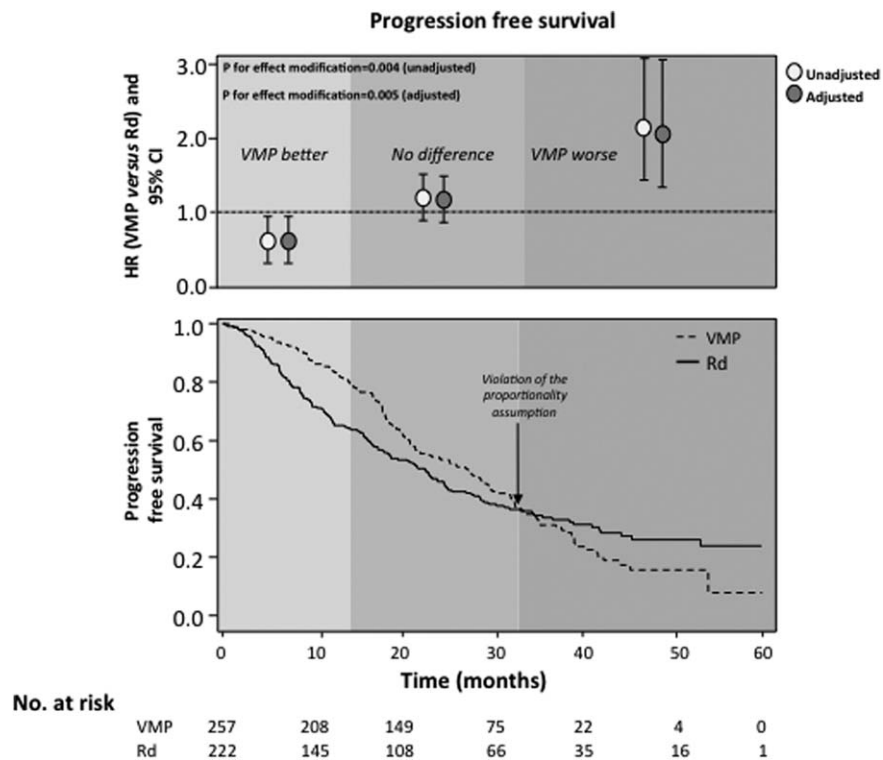 Progression free survival
HR (VMP versus Rd) and
95% CI
3.0
2.0
1.0
0.0
P for effect modification=0.004 (unadjusted)
P for effect modification=0.005 (adjusted)
VMP better
No difference
VMP worse
Unadjusted
Adjusted
Progression
free survival
1.0
0.8
0.6
0.4
0.2
0.0
VMP
Rd
Violation of the
proportionality
assumption
0 10 20 30 40 50 60
Time (months)
No. at risk
VMP 257 208 149 75 22 4 0
Rd 222 145 108 66 35 16 1